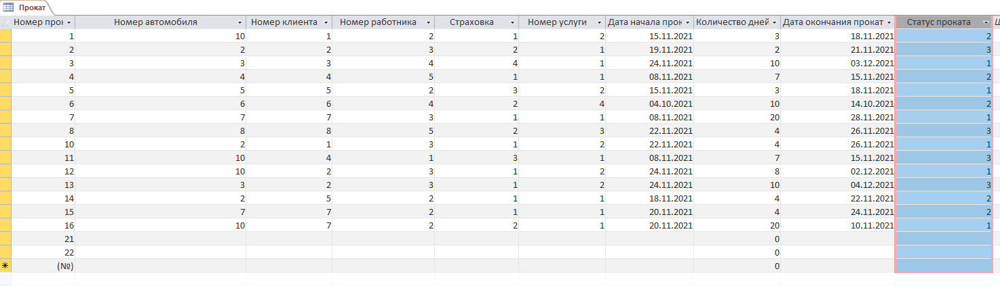 Прокат
Номер прок Номер автомобиля Номер клиента Номер работника Страховка Номер услуги Дата начала прок Количество дней Дата окончания прокат Статус проката
1 10 1 2 1 2 15.11.2021 3 18.11.2021 2
2 2 2 3 2 1 19.11.2021 2 21.11.2021 3
3 3 3 4 4 1 24.11.2021 10 03.12.2021 1
4 4 4 5 1 1 08.11.2021 7 15.11.2021 2
5 5 5 2 3 2 15.11.2021 3 18.11.2021 1
6 6 6 4 2 4 04.10.2021 10 14.10.2021 2
7 7 7 3 1 1 08.11.2021 20 28.11.2021 1
8 8 8 5 2 3 22.11.2021 4 26.11.2021 3
10 2 1 3 1 2 22.11.2021 4 26.11.2021 1
11 10 4 1 3 1 08.11.2021 7 15.11.2021 3
12 10 2 3 1 2 24.11.2021 8 02.12.2021 1
13 3 2 3 1 2 24.11.2021 10 04.12.2021 3
14 2 5 2 1 1 18.11.2021 4 22.11.2021 2
15 7 7 2 1 1 20.11.2021 4 24.11.2021 2
16 10 7 2 2 1 20.11.2021 20 10.11.2021 1
21 0
22 0
(№) 0